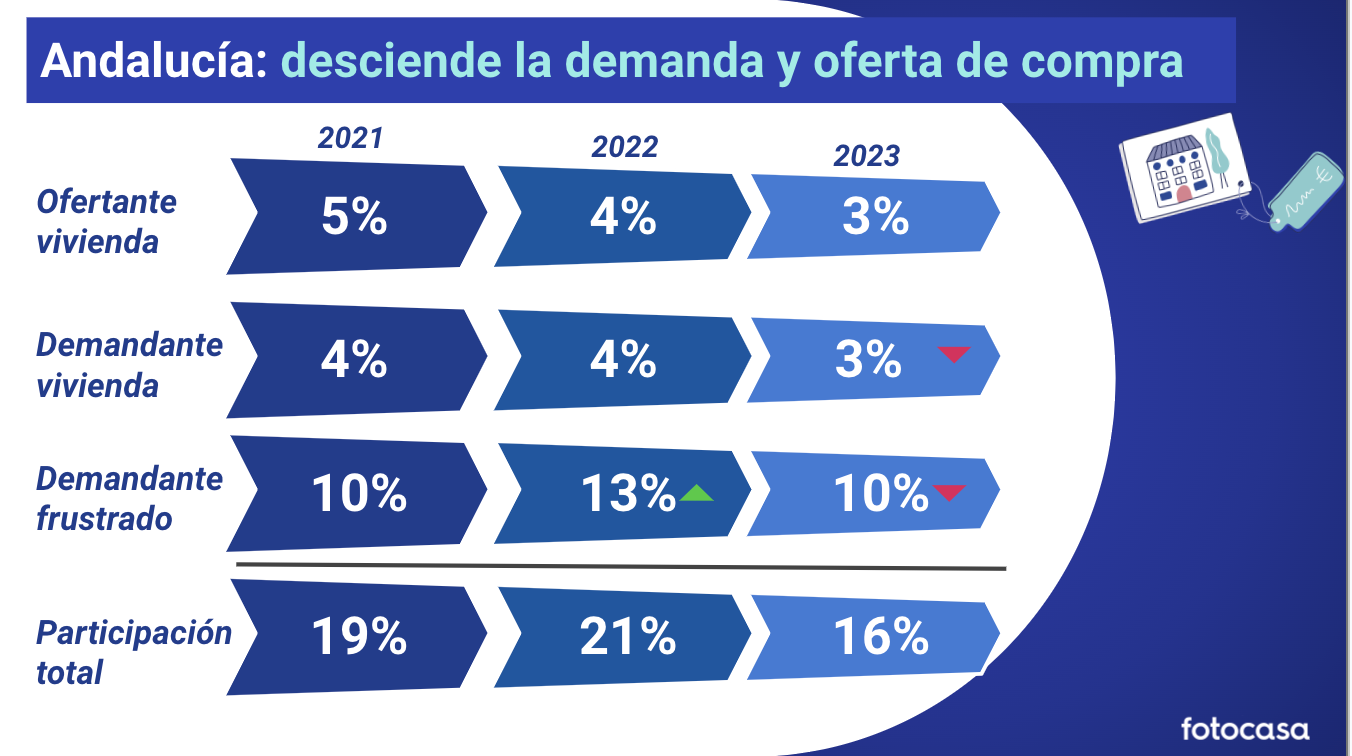 Andalucía: desciende la demanda y oferta de compra
2021 2022 2023
Ofertante
vivienda
5% 4% 3%
Demandante
vivienda
4% 4% 3%
Demandante
frustrado
10% 13% 10%
Participación
total
19% 21% 16%
€
fotocasa